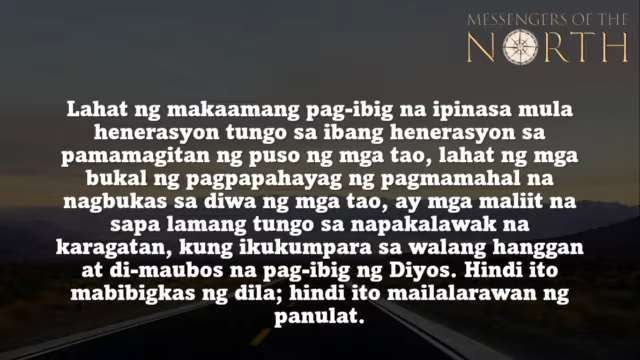 MESSENGERS OF THE
NORTH
Lahat ng makaamang pag-ibig na ipinasa mula
henerasyon tungo sa ibang henerasyon sa
pamamagitan ng puso ng mga tao, lahat ng mga
bukal ng pagpapahayag ng pagmamahal na
nagbukas sa diwa ng mga tao, ay mga maliit na
sapa lamang tungo sa napakalawak na
karagatan, kung ikukumpara sa walang hanggan
at di-maubos na pag-ibig ng Diyos. Hindi ito
mabibigkas ng dila; hindi ito mailalarawan ng
panulat.